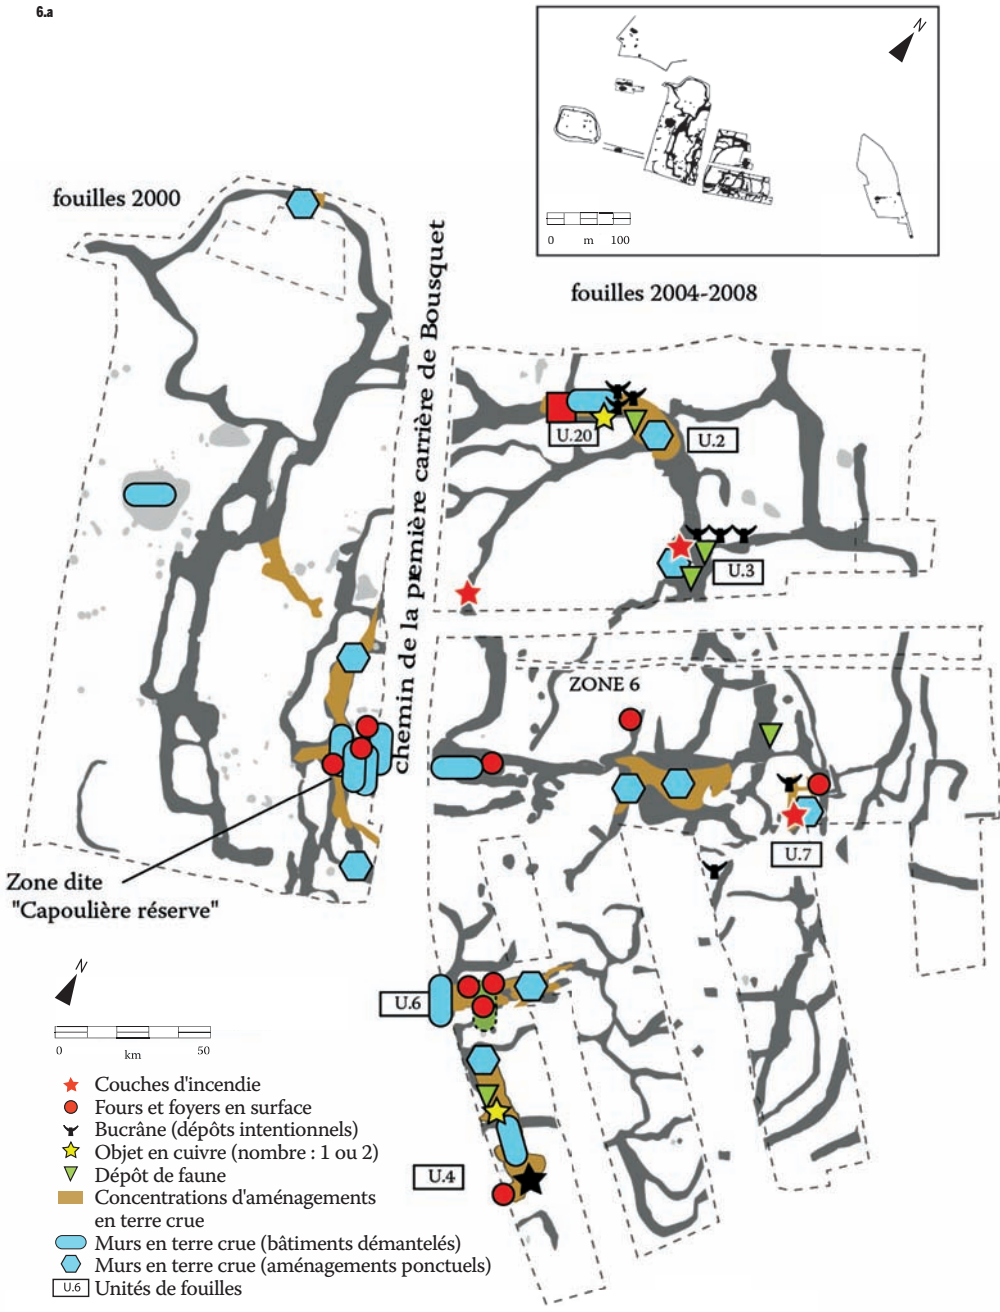 6.a
N
0 m 100
fouilles 2000
chemin de la première carrière de Bousquet
fouilles 2004-2008
U.20
U.2
U.3
ZONE 6
U.7
Zone dite
"Capoulière réserve"
U.6
U.4
N
0 km 50
Couches d'incendie
Fours et foyers en surface
Bucrâne (dépôts intentionnels)
Objet en cuivre (nombre : 1 ou 2)
Dépôt de faune
Concentrations d'aménagements
en terre crue
Murs en terre crue (bâtiments démantelés)
Murs en terre crue (aménagements ponctuels)
U.6 Unités de fouilles